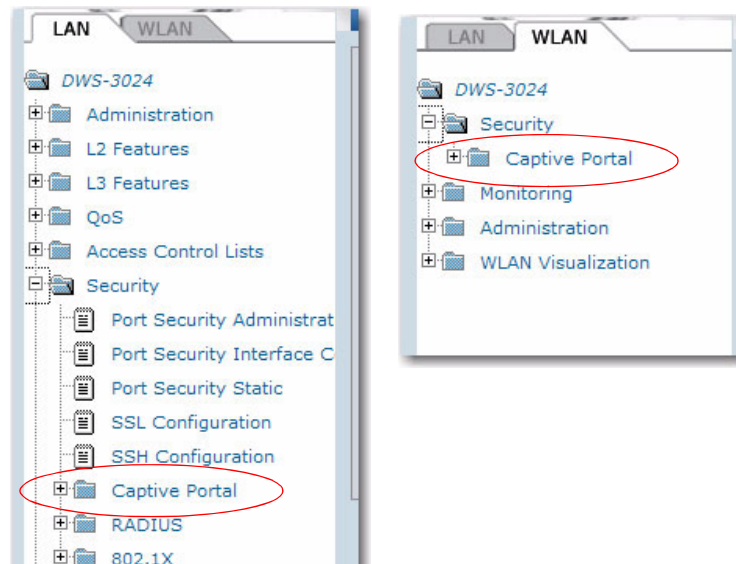 LAN WLAN
DWS-3024
Administration
L2 Features
L3 Features
QoS
Access Control Lists
Security
Port Security Administrat
Port Security Interface C
Port Security Static
SSL Configuration
SSH Configuration
Captive Portal
RADIUS
802.1X
LAN WLAN
DWS-3024
Security
Captive Portal
Monitoring
Administration
WLAN Visualization